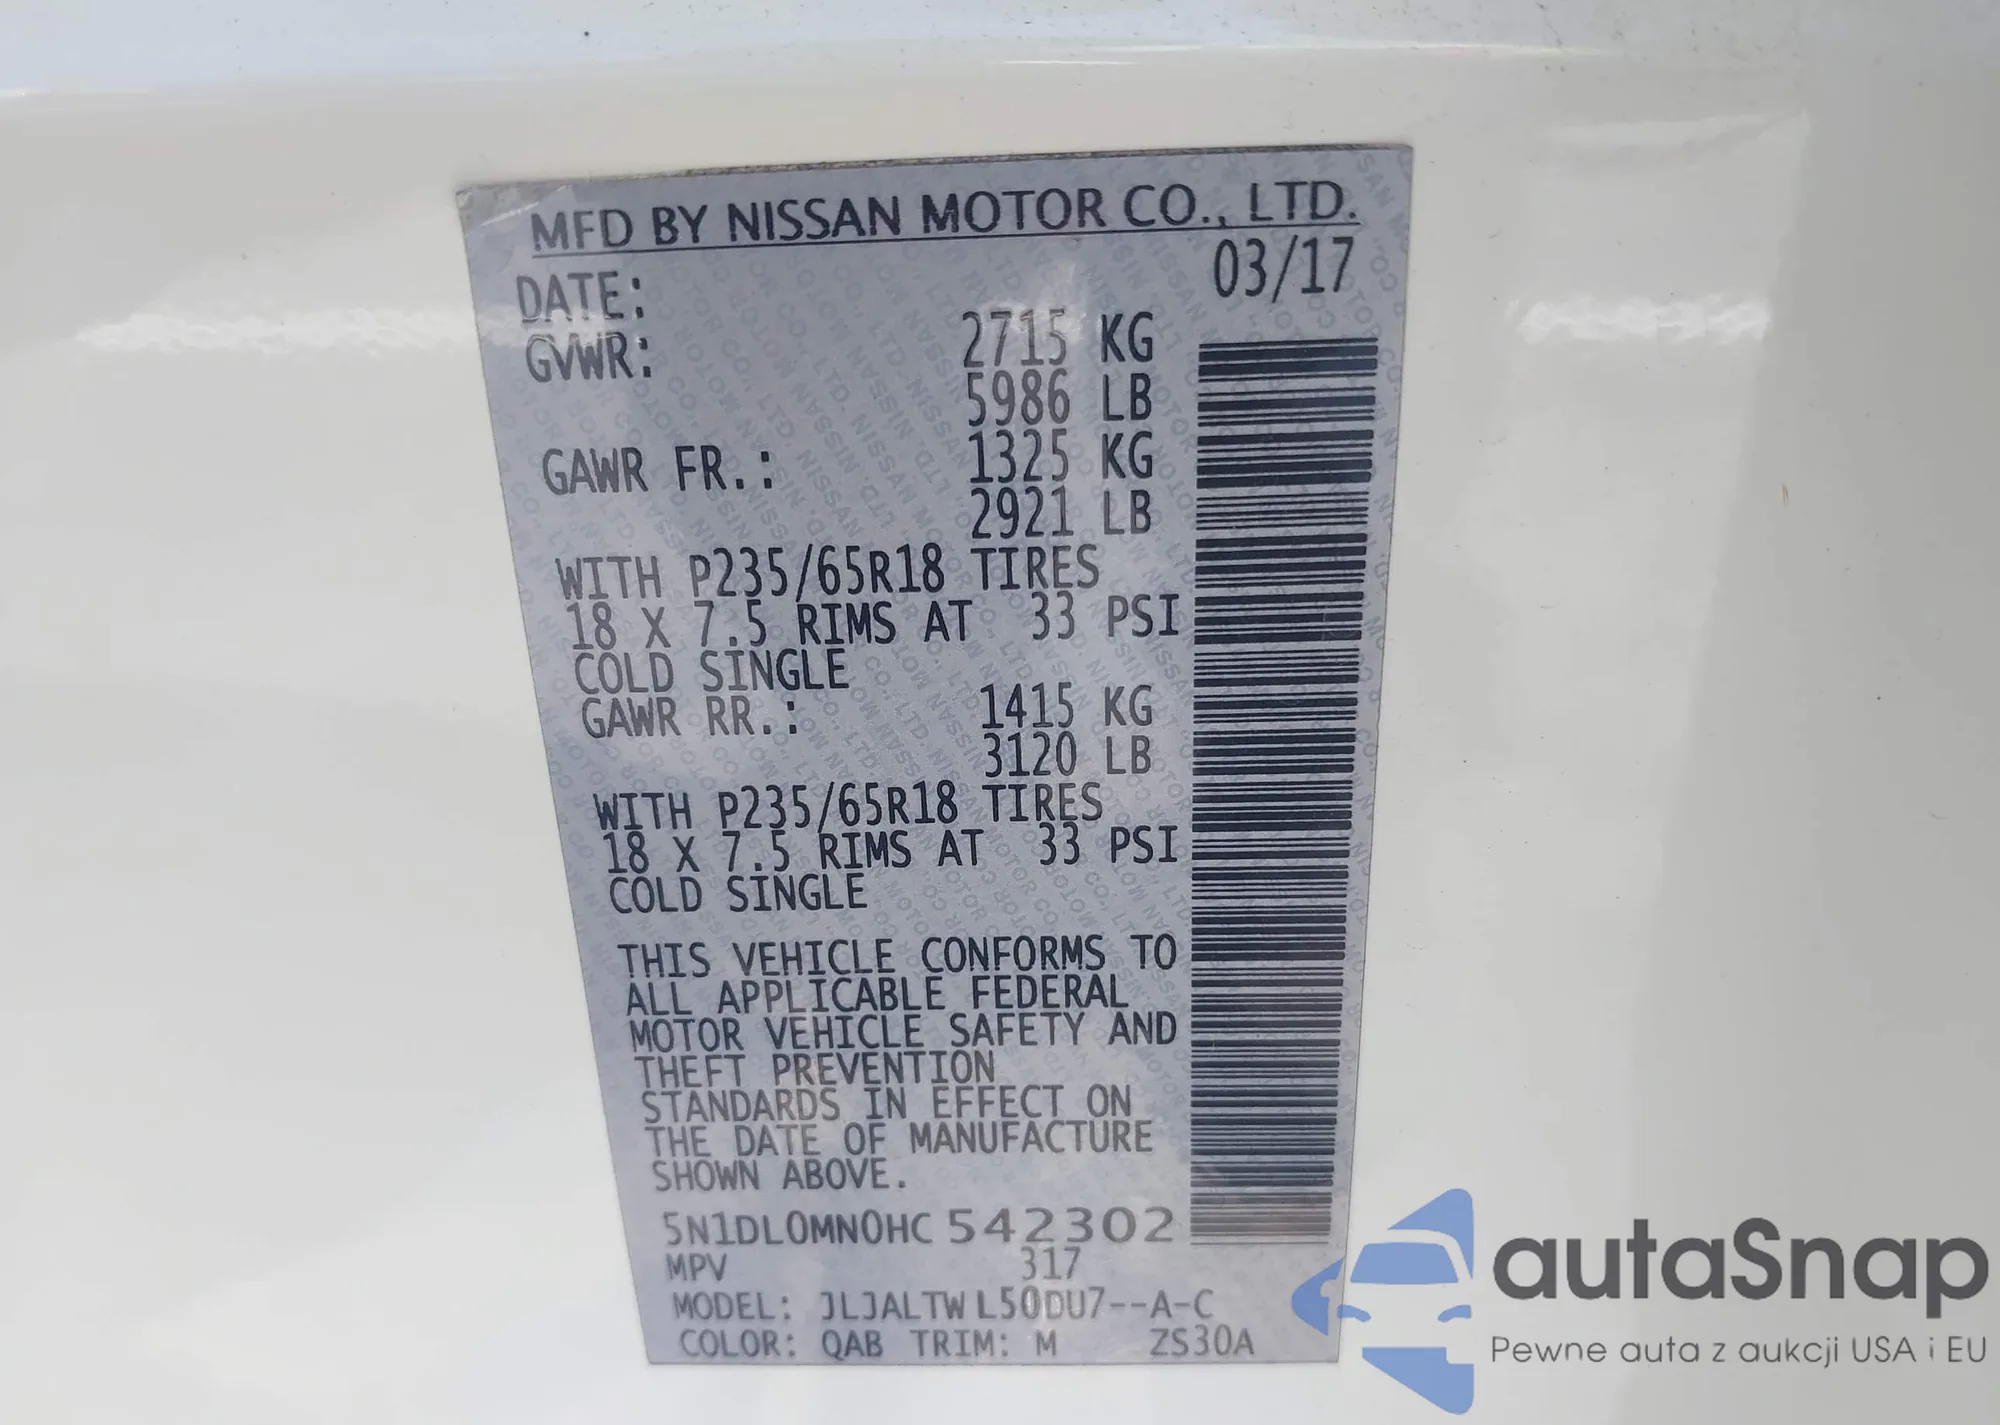 MFD BY NISSAN MOTOR CO., LTD.
DATE: 03/17
GVWR: 2715 KG
5986 LB
GAWR FR.: 1325 KG
2921 LB
WITH P235/65R18 TIRES
18 X 7.5 RIMS AT 33 PSI
COLD SINGLE
GAWR RR.: 1415 KG
3120 LB
WITH P235/65R18 TIRES
18 X 7.5 RIMS AT 33 PSI
COLD SINGLE
THIS VEHICLE CONFORMS TO
ALL APPLICABLE FEDERAL
MOTOR VEHICLE SAFETY AND
THEFT PREVENTION
STANDARDS IN EFFECT ON
THE DATE OF MANUFACTURE
SHOWN ABOVE.
5N1DL0MN0HC 542302
MPV 317
MODEL: JLJALTW L50DU7--A-C
COLOR: QAB TRIM: M ZS30A
autaSnap
Pewne auta z aukcji USA i EU